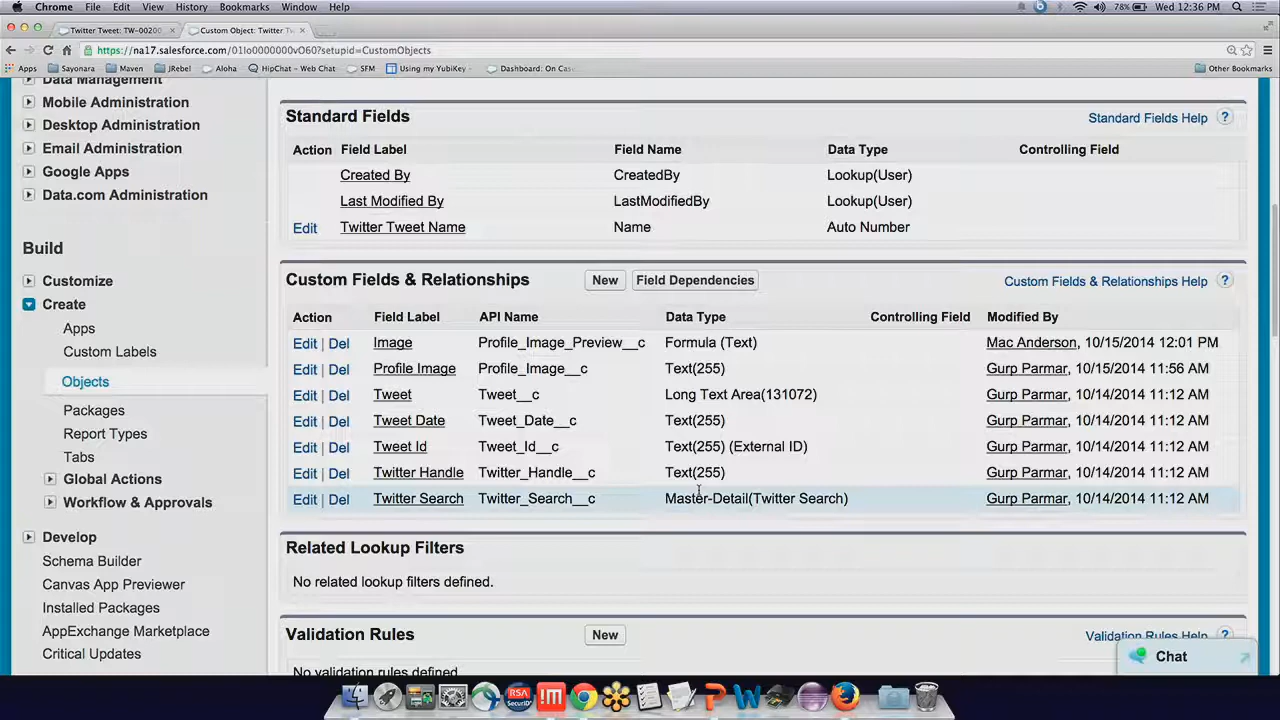 Chrome File Edit View History Bookmarks Window Help 78% Wed 12:36 PM
Twitter Tweet: TW-00200 Custom Object: Twitter Tw
https://na17.salesforce.com/01Io0000000vO60?setupid=CustomObjects
Apps Sayonara Maven JRebel Aloha HipChat - Web Chat SFM Using my YubiKey Dashboard: On Cas Other Bookmarks
Data Management
Mobile Administration
Desktop Administration
Email Administration
Google Apps
Data.com Administration
Build
Customize
Create
Apps
Custom Labels
Objects
Packages
Report Types
Tabs
Global Actions
Workflow & Approvals
Develop
Schema Builder
Canvas App Previewer
Installed Packages
AppExchange Marketplace
Critical Updates
Standard Fields Standard Fields Help ?
Action Field Label Field Name Data Type Controlling Field
Created By CreatedBy Lookup(User)
Last Modified By LastModifiedBy Lookup(User)
Edit Twitter Tweet Name Name Auto Number
Custom Fields & Relationships New Field Dependencies Custom Fields & Relationships Help ?
Action Field Label API Name Data Type Controlling Field Modified By
Edit | Del Image Profile_Image_Preview__c Formula (Text) Mac Anderson, 10/15/2014 12:01 PM
Edit | Del Profile Image Profile_Image__c Text(255) Gurp Parmar, 10/15/2014 11:56 AM
Edit | Del Tweet Tweet__c Long Text Area(131072) Gurp Parmar, 10/14/2014 11:12 AM
Edit | Del Tweet Date Tweet_Date__c Text(255) Gurp Parmar, 10/14/2014 11:12 AM
Edit | Del Tweet Id Tweet_Id__c Text(255) (External ID) Gurp Parmar, 10/14/2014 11:12 AM
Edit | Del Twitter Handle Twitter_Handle__c Text(255) Gurp Parmar, 10/14/2014 11:12 AM
Edit | Del Twitter Search Twitter_Search__c Master-Detail(Twitter Search) Gurp Parmar, 10/14/2014 11:12 AM
Related Lookup Filters
No related lookup filters defined.
Validation Rules New Validation Rules Help ?
No validation rules defined.
Chat
RSA
SecurID